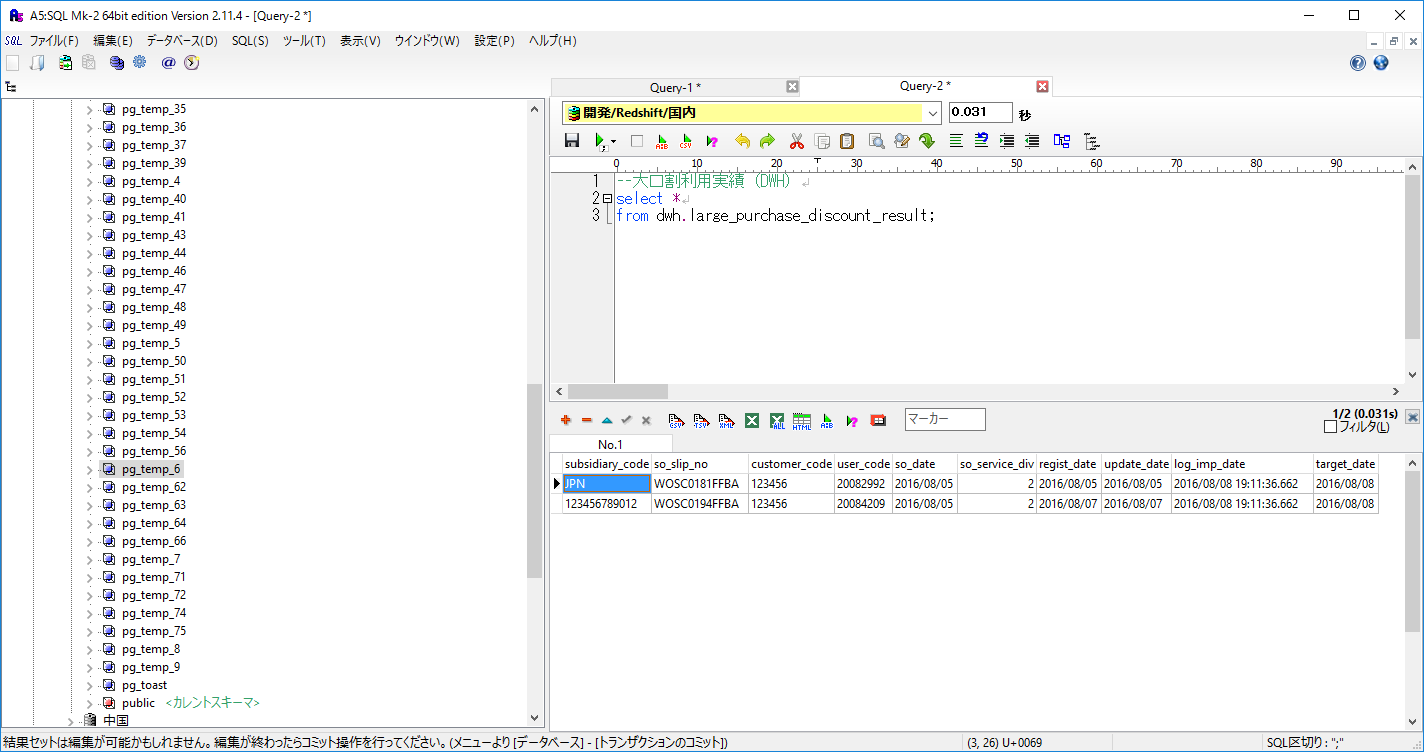 A5:SQL Mk-2 64bit edition Version 2.11.4 - [Query-2 *]
SQL ファイル(F) 編集(E) データベース(D) SQL(S) ツール(T) 表示(V) ウインドウ(W) 設定(P) ヘルプ(H)
pg_temp_35
pg_temp_36
pg_temp_37
pg_temp_39
pg_temp_4
pg_temp_40
pg_temp_41
pg_temp_43
pg_temp_44
pg_temp_46
pg_temp_47
pg_temp_48
pg_temp_49
pg_temp_5
pg_temp_50
pg_temp_51
pg_temp_52
pg_temp_53
pg_temp_54
pg_temp_56
pg_temp_6
pg_temp_62
pg_temp_63
pg_temp_64
pg_temp_66
pg_temp_7
pg_temp_71
pg_temp_72
pg_temp_74
pg_temp_75
pg_temp_8
pg_temp_9
pg_toast
public <カレントスキーマ>
中国
Query-1 * Query-2 *
開発/Redshift/国内 0.031 秒
0 10 20 30 40 50 60 70 80 90
1 --大口割利用実績（DWH）
2 select *
3 from dwh.large_purchase_discount_result;
マーカー 1/2 (0.031s)
フィルタ(L)
No.1
subsidiary_code so_slip_no customer_code user_code so_date so_service_div regist_date update_date log_imp_date target_date
JPN WOSC0181FFBA 123456 20082992 2016/08/05 2 2016/08/05 2016/08/05 2016/08/08 19:11:36.662 2016/08/08
123456789012 WOSC0194FFBA 123456 20084209 2016/08/05 2 2016/08/07 2016/08/07 2016/08/08 19:11:36.662 2016/08/08
結果セットは編集が可能かもしれません。編集が終わったらコミット操作を行ってください。(メニューより [データベース] - [トランザクションのコミット]) (3, 26) U+0069 SQL区切り : ";"